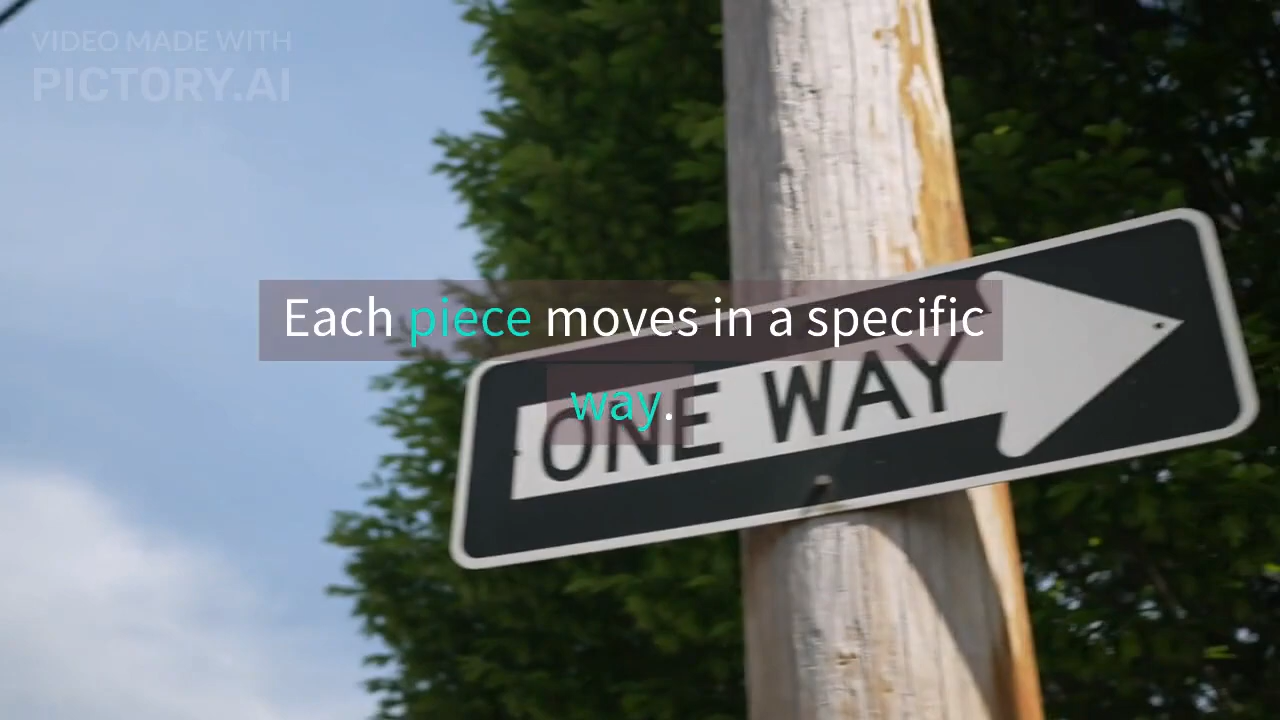 VIDEO MADE WITH
PICTORY.AI
Each piece moves in a specific
way.
ONE WAY